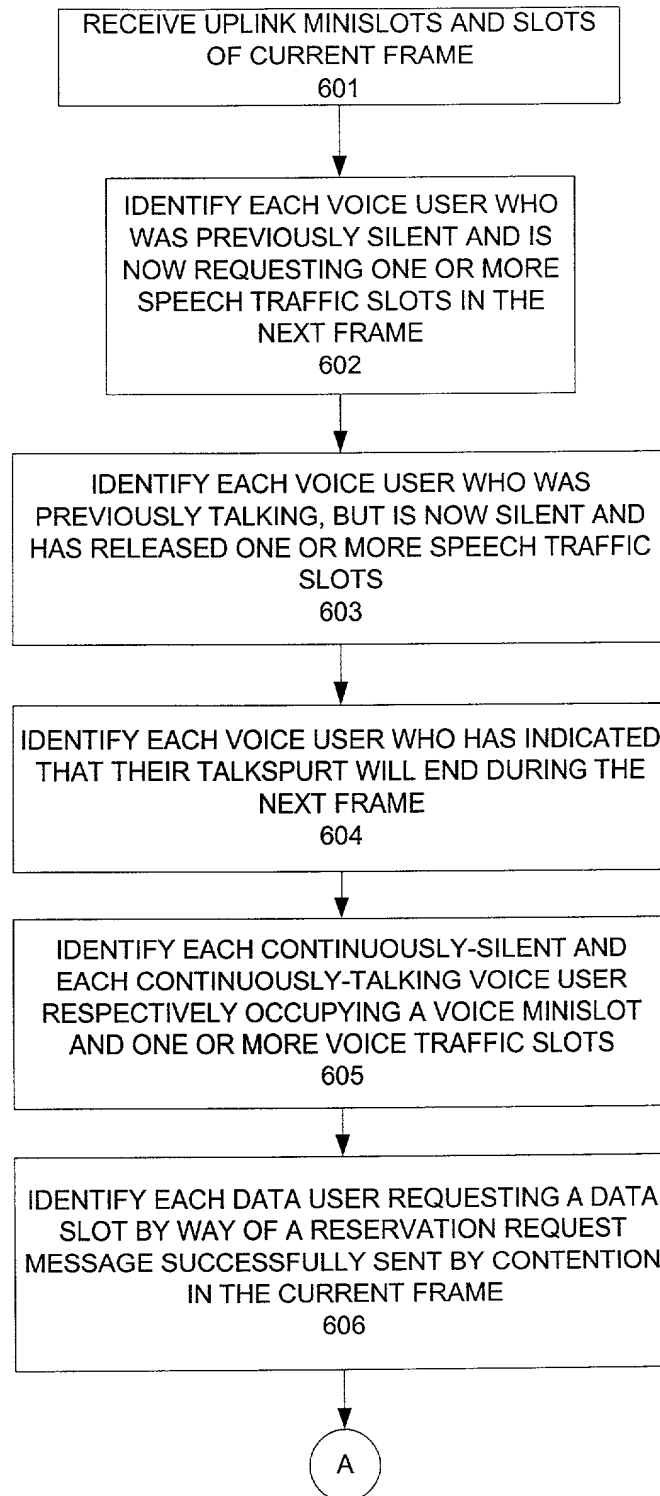 RECEIVE UPLINK MINISLOTS AND SLOTS
OF CURRENT FRAME
601
IDENTIFY EACH VOICE USER WHO
WAS PREVIOUSLY SILENT AND IS
NOW REQUESTING ONE OR MORE
SPEECH TRAFFIC SLOTS IN THE
NEXT FRAME
602
IDENTIFY EACH VOICE USER WHO WAS
PREVIOUSLY TALKING, BUT IS NOW SILENT AND
HAS RELEASED ONE OR MORE SPEECH TRAFFIC
SLOTS
603
IDENTIFY EACH VOICE USER WHO HAS INDICATED
THAT THEIR TALKSPURT WILL END DURING THE
NEXT FRAME
604
IDENTIFY EACH CONTINUOUSLY-SILENT AND
EACH CONTINUOUSLY-TALKING VOICE USER
RESPECTIVELY OCCUPYING A VOICE MINISLOT
AND ONE OR MORE VOICE TRAFFIC SLOTS
605
IDENTIFY EACH DATA USER REQUESTING A DATA
SLOT BY WAY OF A RESERVATION REQUEST
MESSAGE SUCCESSFULLY SENT BY CONTENTION
IN THE CURRENT FRAME
606
A